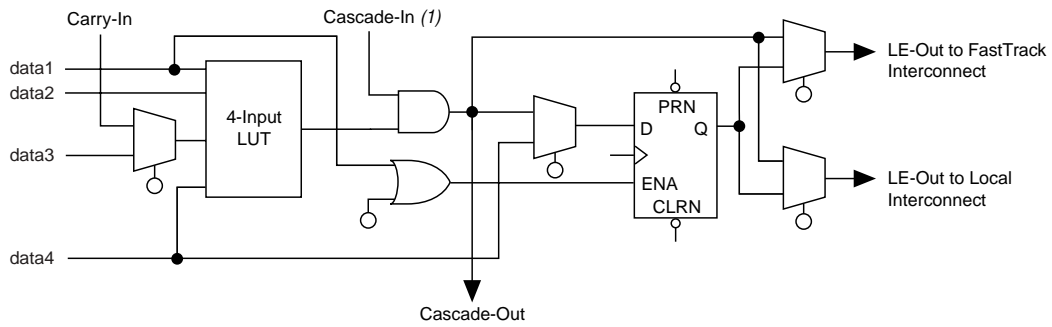 Carry-In
Cascade-In (1)
data1
data2
4-Input
LUT
data3
data4
PRN
D
Q
ENA
CLRN
LE-Out to FastTrack
Interconnect
LE-Out to Local
Interconnect
Cascade-Out